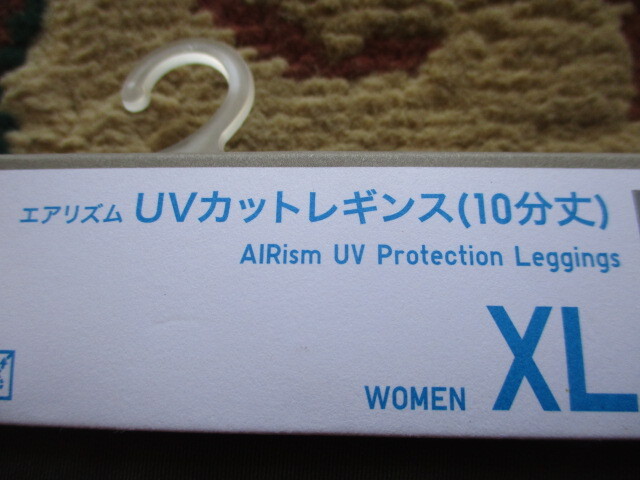 エアリズム UVカットレギンス(10分丈)
AIRism UV Protection Leggings
WOMEN XL